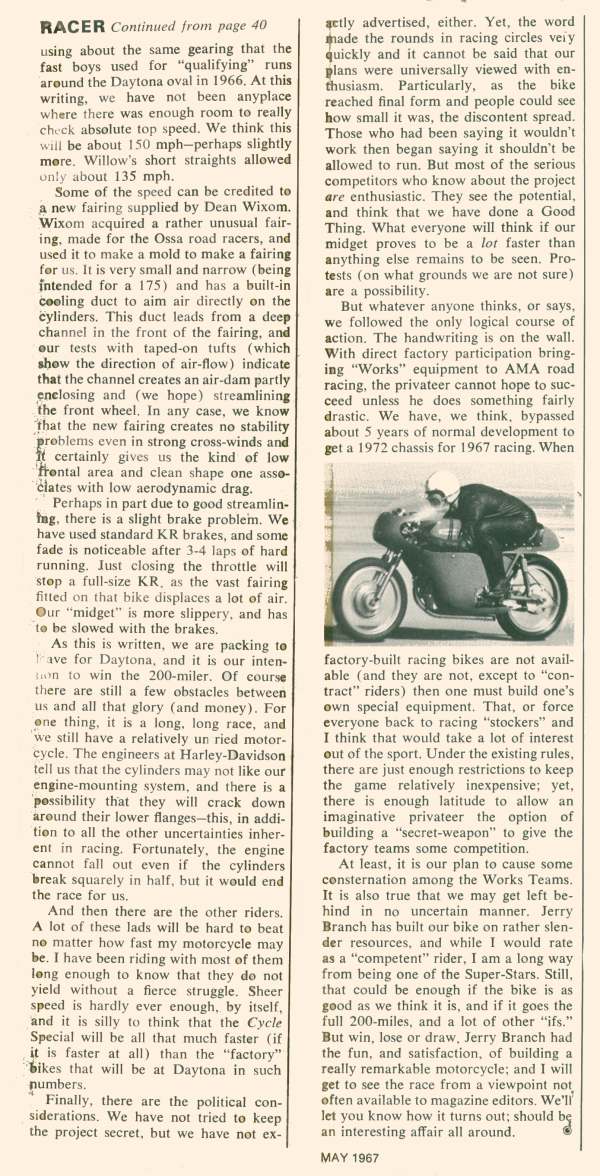 RACER Continued from page 40
using about the same gearing that the
fast boys used for “qualifying” runs
around the Daytona oval in 1966. At this
writing, we have not been anyplace
where there was enough room to really
check absolute top speed. We think this
will be about 150 mph—perhaps slightly
more. Willow's short straights allowed
only about 135 mph.
Some of the speed can be credited to
a new fairing supplied by Dean Wixom.
Wixom acquired a rather unusual fair-
ing, made for the Ossa road racers, and
used it to make a mold to make a fairing
for us. It is very small and narrow (being
intended for a 175) and has a built-in
cooling duct to aim air directly on the
cylinders. This duct leads from a deep
channel in the front of the fairing, and
our tests with taped-on tufts (which
show the direction of air-flow) indicate
that the channel creates an air-dam partly
enclosing and (we hope) streamlining
the front wheel. In any case, we know
that the new fairing creates no stability
problems even in strong cross-winds and
it certainly gives us the kind of low
frontal area and clean shape one asso-
ciates with low aerodynamic drag.
Perhaps in part due to good streamlin-
ing, there is a slight brake problem. We
have used standard KR brakes, and some
fade is noticeable after 3-4 laps of hard
running. Just closing the throttle will
stop a full-size KR, as the vast fairing
fitted on that bike displaces a lot of air.
Our “midget” is more slippery, and has
to be slowed with the brakes.
As this is written, we are packing to
leave for Daytona, and it is our inten-
tion to win the 200-miler. Of course
there are still a few obstacles between
us and all that glory (and money). For
one thing, it is a long, long race, and
we still have a relatively un ried motor-
cycle. The engineers at Harley-Davidson
tell us that the cylinders may not like our
engine-mounting system, and there is a
possibility that they will crack down
around their lower flanges—this, in addi-
tion to all the other uncertainties inher-
ent in racing. Fortunately, the engine
cannot fall out even if the cylinders
break squarely in half, but it would end
the race for us.
And then there are the other riders.
A lot of these lads will be hard to beat
no matter how fast my motorcycle may
be. I have been riding with most of them
long enough to know that they do not
yield without a fierce struggle. Sheer
speed is hardly ever enough, by itself,
and it is silly to think that the Cycle
Special will be all that much faster (if
it is faster at all) than the “factory”
bikes that will be at Daytona in such
numbers.
Finally, there are the political con-
siderations. We have not tried to keep
the project secret, but we have not ex-
actly advertised, either. Yet, the word
made the rounds in racing circles very
quickly and it cannot be said that our
plans were universally viewed with en-
thusiasm. Particularly, as the bike
reached final form and people could see
how small it was, the discontent spread.
Those who had been saying it wouldn't
work then began saying it shouldn't be
allowed to run. But most of the serious
competitors who know about the project
are enthusiastic. They see the potential,
and think that we have done a Good
Thing. What everyone will think if our
midget proves to be a lot faster than
anything else remains to be seen. Pro-
tests (on what grounds we are not sure)
are a possibility.
But whatever anyone thinks, or says,
we followed the only logical course of
action. The handwriting is on the wall.
With direct factory participation bring-
ing “Works” equipment to AMA road
racing, the privateer cannot hope to suc-
ceed unless he does something fairly
drastic. We have, we think, bypassed
about 5 years of normal development to
get a 1972 chassis for 1967 racing. When
factory-built racing bikes are not avail-
able (and they are not, except to “con-
tract” riders) then one must build one's
own special equipment. That, or force
everyone back to racing “stockers” and
I think that would take a lot of interest
out of the sport. Under the existing rules,
there are just enough restrictions to keep
the game relatively inexpensive; yet,
there is enough latitude to allow an
imaginative privateer the option of
building a “secret-weapon” to give the
factory teams some competition.
At least, it is our plan to cause some
consternation among the Works Teams.
It is also true that we may get left be-
hind in no uncertain manner. Jerry
Branch has built our bike on rather slen-
der resources, and while I would rate
as a “competent” rider, I am a long way
from being one of the Super-Stars. Still,
that could be enough if the bike is as
good as we think it is, and if it goes the
full 200-miles, and a lot of other “ifs.”
But win, lose or draw, Jerry Branch had
the fun, and satisfaction, of building a
really remarkable motorcycle; and I will
get to see the race from a viewpoint not
often available to magazine editors. We'll
let you know how it turns out; should be
an interesting affair all around.
MAY 1967